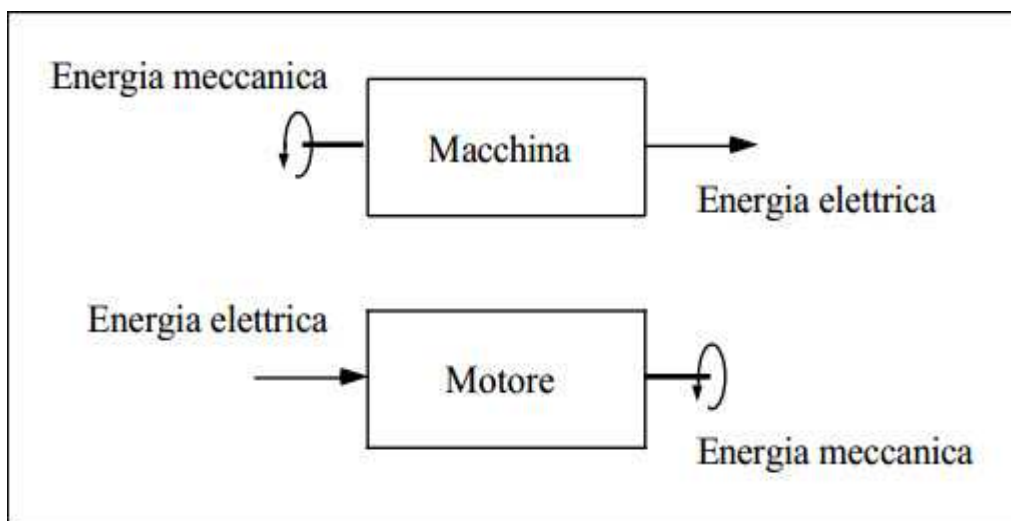 Energia meccanica
Macchina
Energia elettrica
Energia elettrica
Motore
Energia meccanica